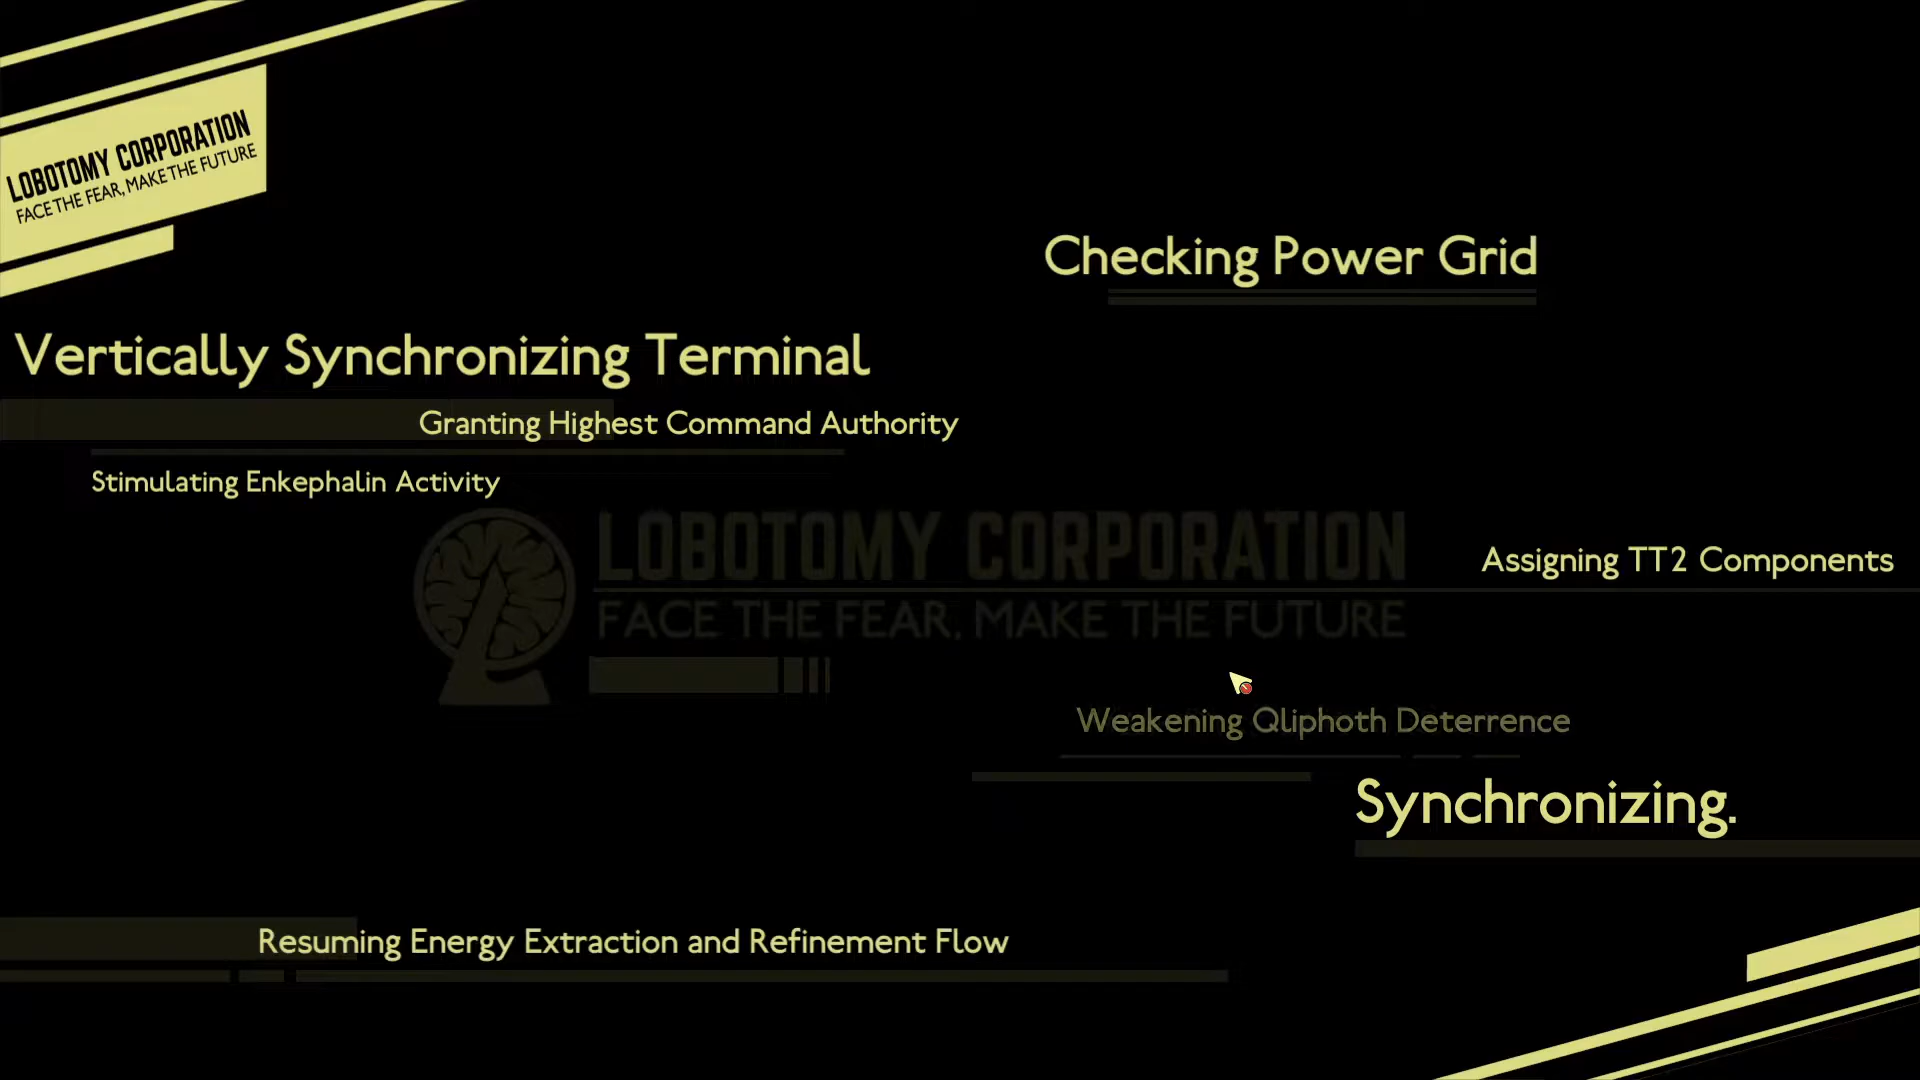 LOBOTOMY CORPORATION
FACE THE FEAR, MAKE THE FUTURE
Checking Power Grid
Vertically Synchronizing Terminal
Granting Highest Command Authority
Stimulating Enkephalin Activity
LOBOTOMY CORPORATION
FACE THE FEAR, MAKE THE FUTURE
Assigning TT2 Components
Weakening Qliphoth Deterrence
Synchronizing.
Resuming Energy Extraction and Refinement Flow